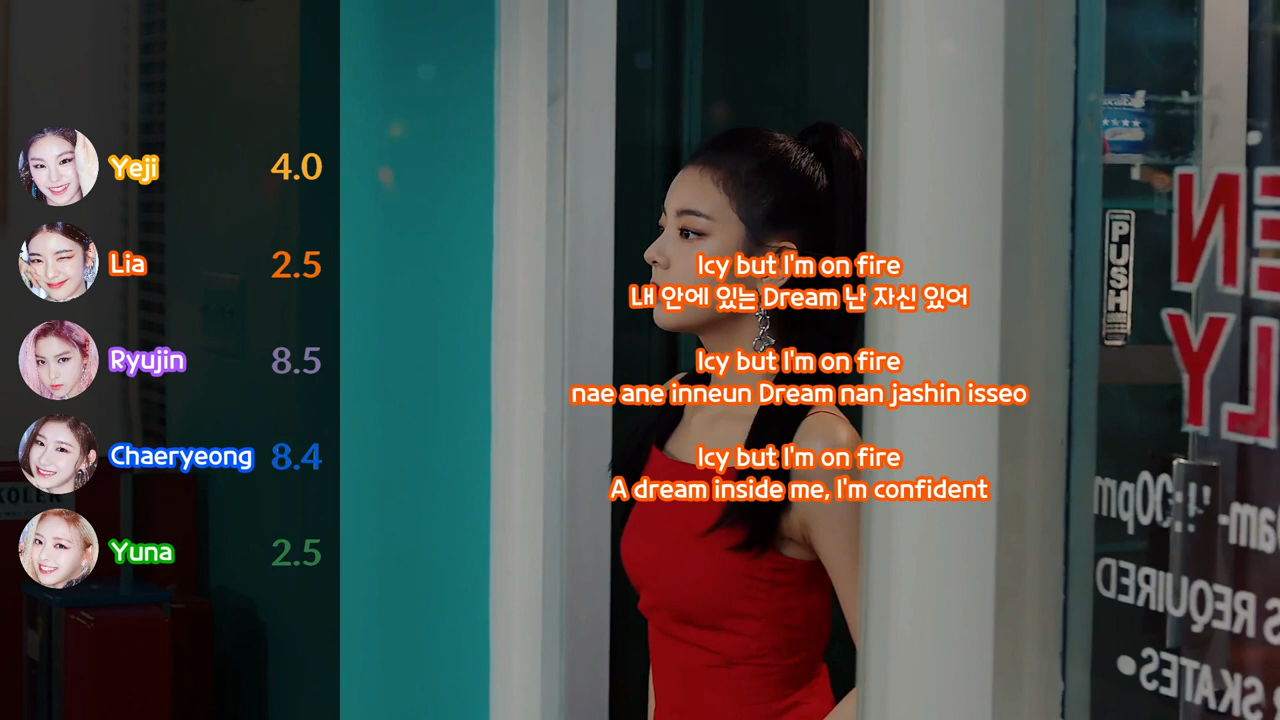 Yeji 4.0
Lia 2.5
Ryujin 8.5
Chaeryeong 8.4
Yuna 2.5
Icy but I'm on fire
내 안에 있는 Dream 난 자신 있어
Icy but I'm on fire
nae ane inneun Dream nan jashin isseo
Icy but I'm on fire
A dream inside me, I'm confident
PUSH
REQUIRED
SKATES